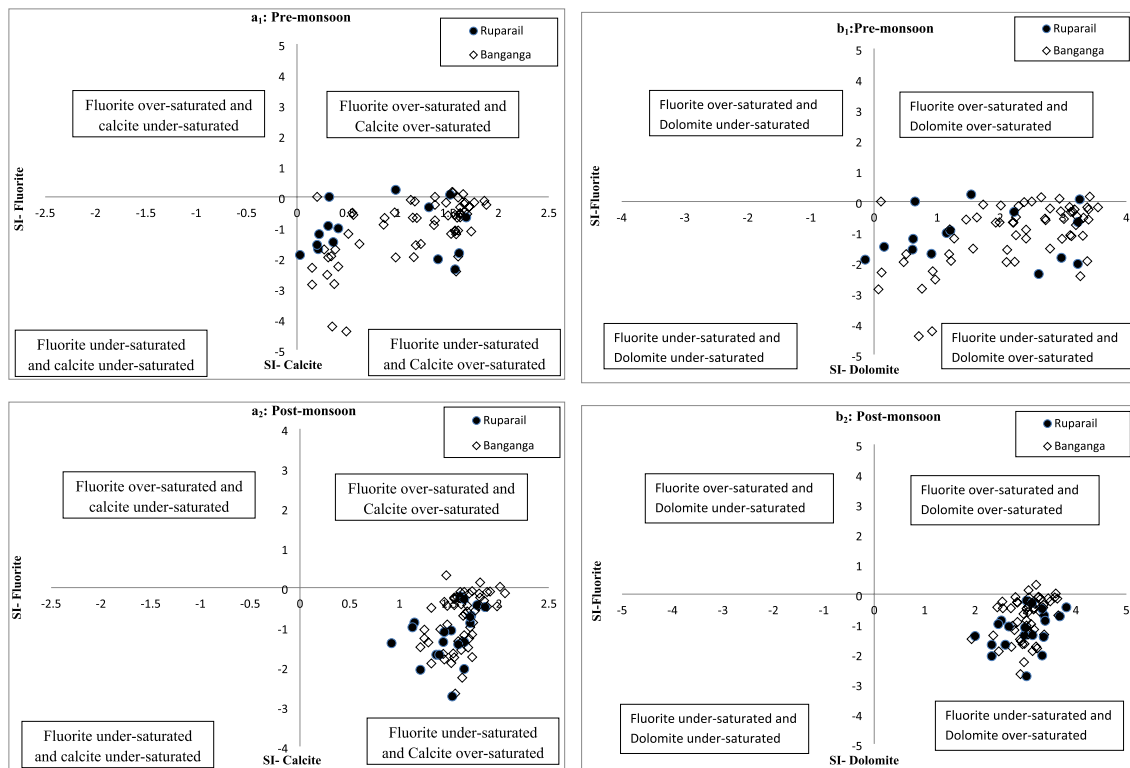 a₁: Pre-monsoon
Ruparail
Banganga
5
4
3
2
1
0
-1
-2
-3
-4
-5
-2.5
-2
-1.5
-1
-0.5
0
0.5
1
2
2.5
SI- Fluorite
SI- Calcite
Fluorite over-saturated and
calcite under-saturated
Fluorite over-saturated and
Calcite over-saturated
Fluorite under-saturated
and calcite under-saturated
Fluorite under-saturated
and Calcite over-saturated
b₁:Pre-monsoon
Ruparail
Banganga
5
4
3
2
1
0
-1
-2
-3
-4
-5
-4
-3
-2
-1
0
1
4
SI-Fluorite
SI- Dolomite
Fluorite over-saturated and
Dolomite under-saturated
Fluorite over-saturated and
Dolomite over-saturated
Fluorite under-saturated and
Dolomite under-saturated
Fluorite under-saturated and
Dolomite over-saturated
a₂: Post-monsoon
Ruparail
Banganga
4
3
2
1
0
-1
-2
-3
-4
-2.5
-2
-1.5
-1
-0.5
0
0.5
1
2
2.5
SI- Fluorite
SI- Calcite
Fluorite over-saturated and
calcite under-saturated
Fluorite over-saturated and
Calcite over-saturated
Fluorite under-saturated
and calcite under-saturated
Fluorite under-saturated
and Calcite over-saturated
b₂: Post-monsoon
Ruparail
Banganga
5
4
3
2
1
0
-1
-2
-3
-4
-5
-5
-4
-3
-2
-1
0
1
2
4
5
SI-Fluorite
SI- Dolomite
Fluorite over-saturated and
Dolomite under-saturated
Fluorite over-saturated and
Dolomite over-saturated
Fluorite under-saturated and
Dolomite under-saturated
Fluorite under-saturated and
Dolomite over-saturated